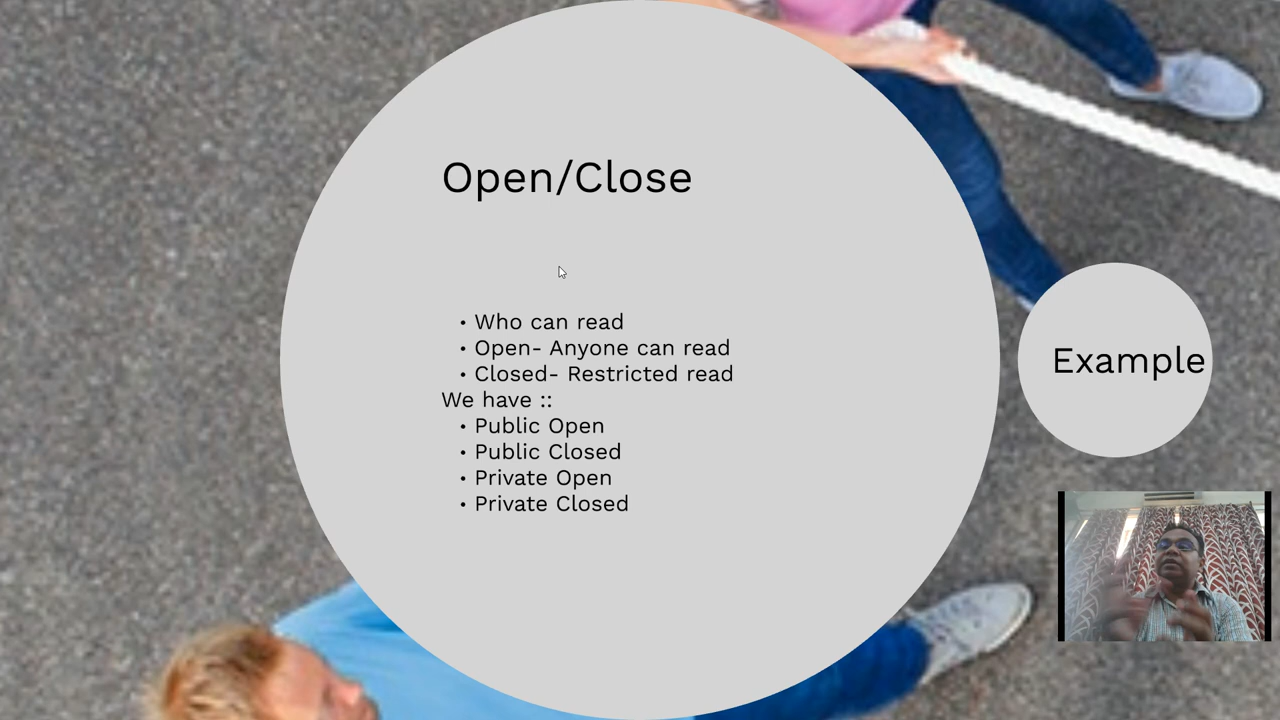 Open/Close
• Who can read
• Open- Anyone can read
• Closed- Restricted read
We have ::
• Public Open
• Public Closed
• Private Open
• Private Closed
Example